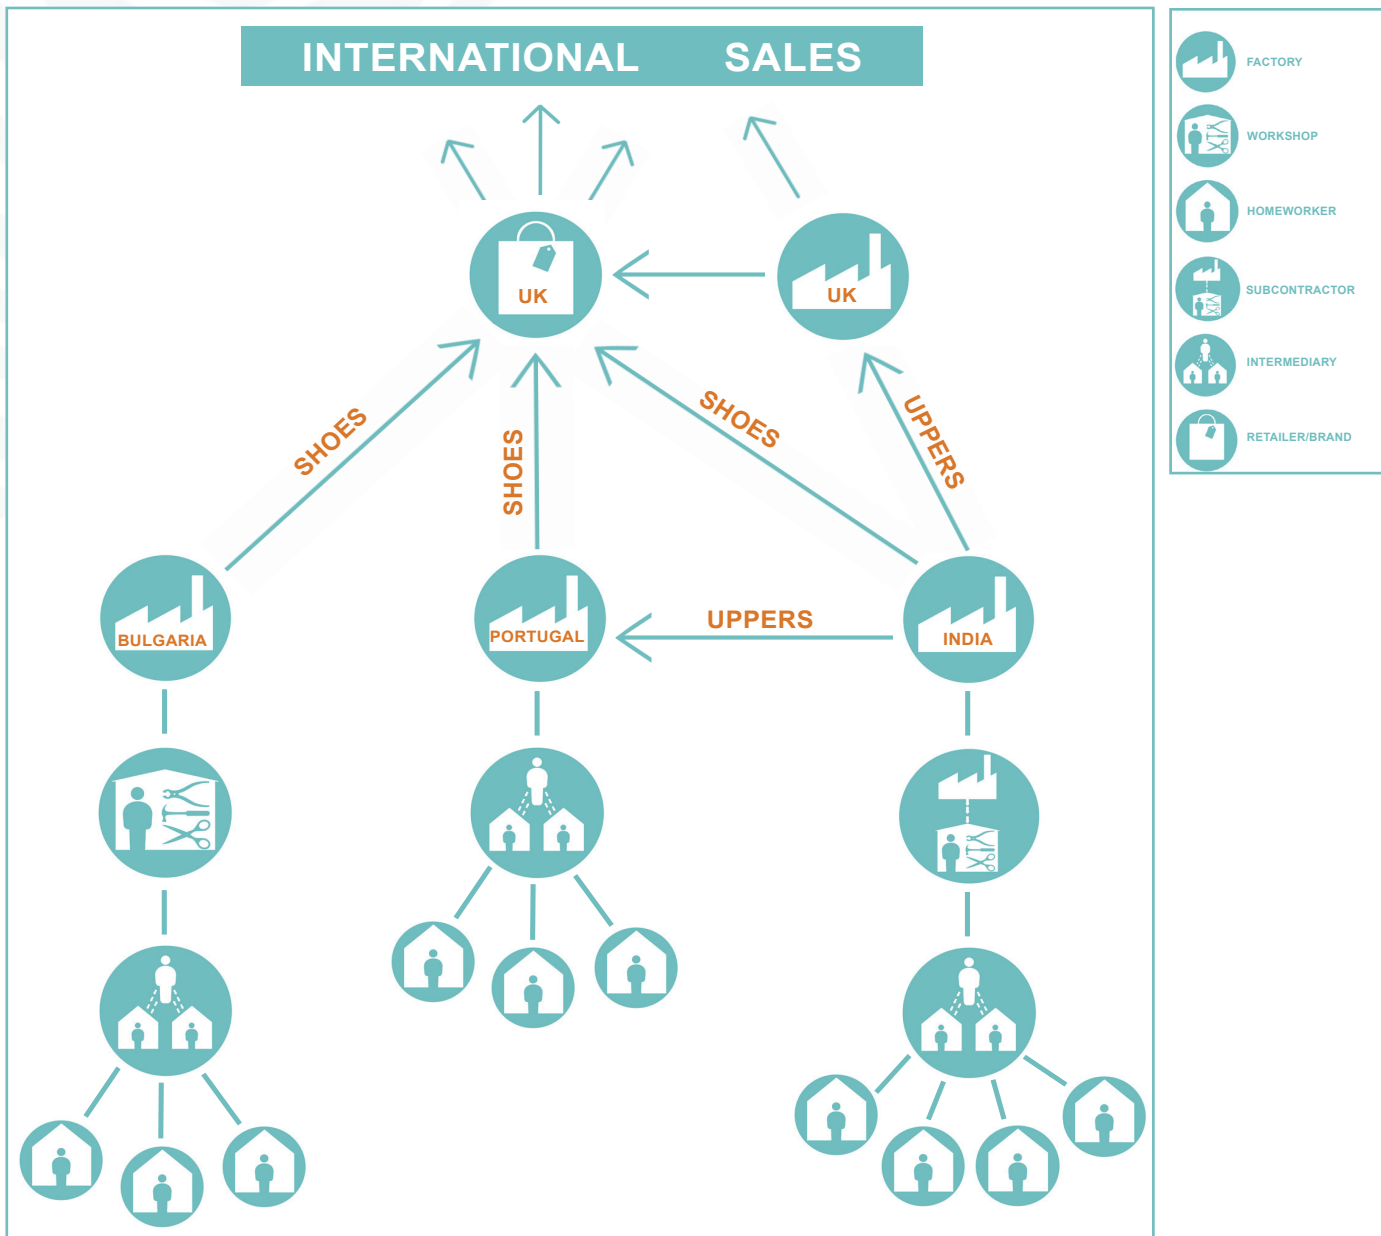 INTERNATIONAL SALES
UK
UK
SHOES
SHOES
SHOES
UPPERS
BULGARIA
PORTUGAL
UPPERS
INDIA
FACTORY
WORKSHOP
HOMEWORKER
SUBCONTRACTOR
INTERMEDIARY
RETAILER/BRAND